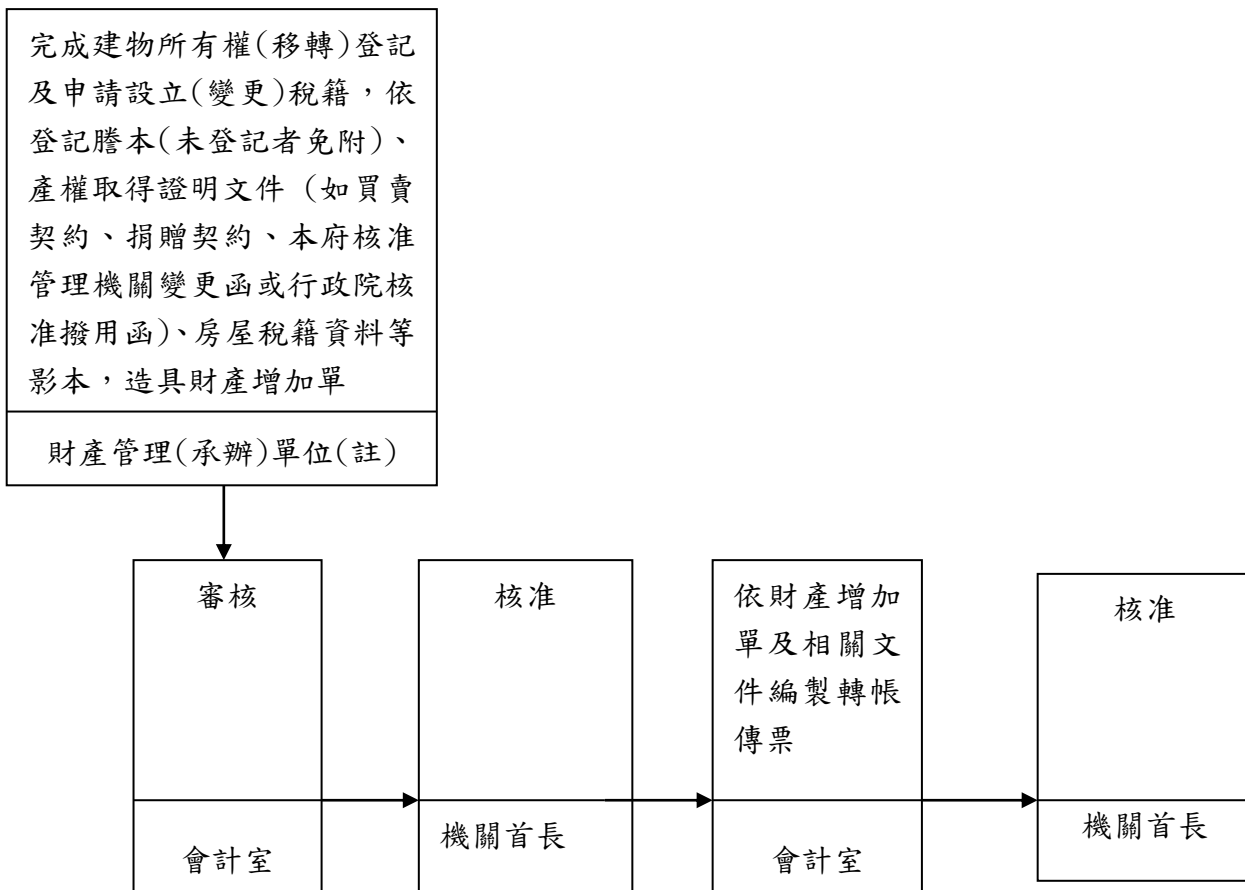 完成建物所有權(移轉)登記
及申請設立(變更)稅籍，依
登記謄本(未登記者免附)、
產權取得證明文件（如買賣
契約、捐贈契約、本府核准
管理機關變更函或行政院核
准撥用函)、房屋稅籍資料等
影本，造具財產增加單
財產管理(承辦)單位(註)
審核
會計室
核准
機關首長
依財產增加
單及相關文
件編製轉帳
傳票
會計室
核准
機關首長